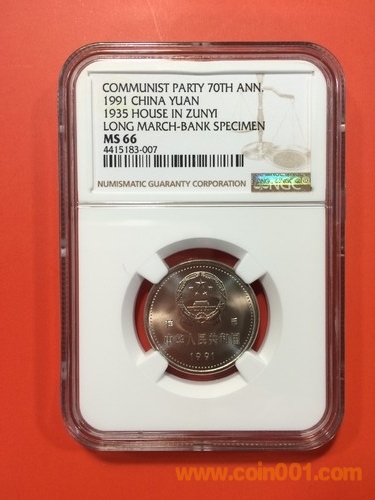 COMMUNIST PARTY 70TH ANN.
1991 CHINA YUAN
1935 HOUSE IN ZUNYI
LONG MARCH-BANK SPECIMEN
MS 66
4415183-007
NUMISMATIC GUARANTY CORPORATION
NGC
中华人民共和国
1991
www.coin001.com